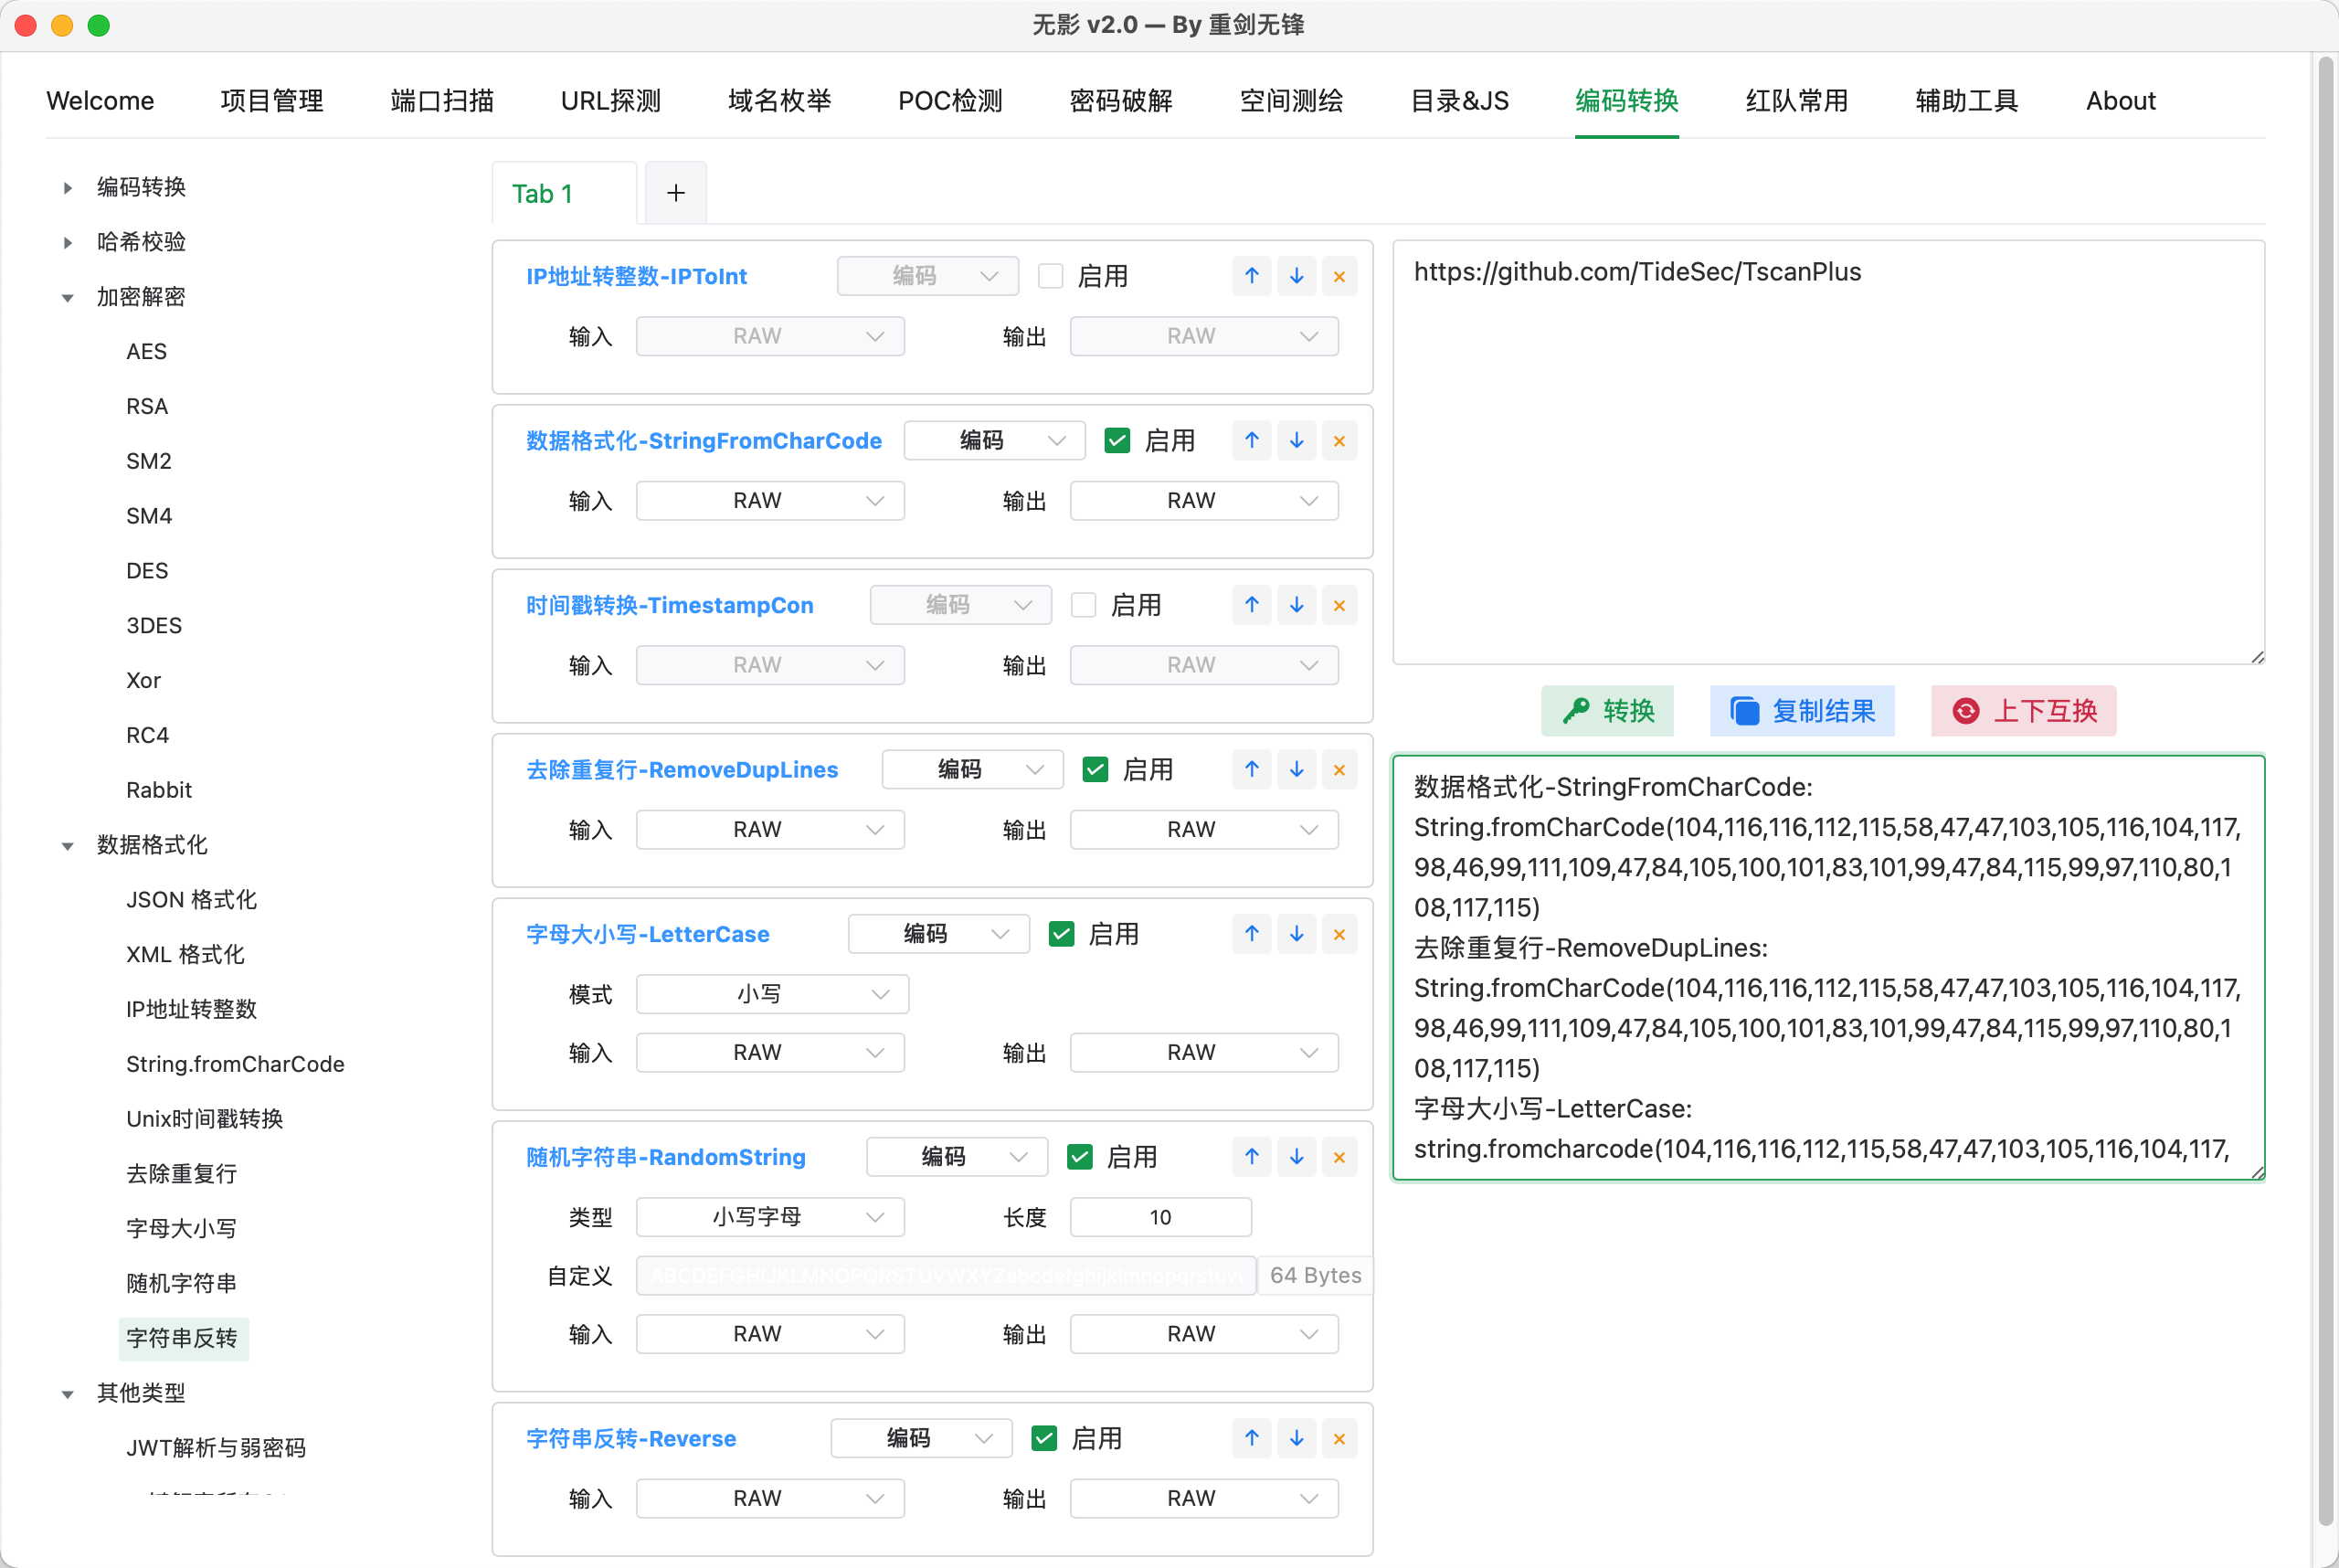 无影 v2.0 — By 重剑无锋
Welcome 项目管理 端口扫描 URL探测 域名枚举 POC检测 密码破解 空间测绘 目录&JS 编码转换 红队常用 辅助工具 About
编码转换
哈希校验
加密解密
AES
RSA
SM2
SM4
DES
3DES
Xor
RC4
Rabbit
数据格式化
JSON 格式化
XML 格式化
IP地址转整数
String.fromCharCode
Unix时间戳转换
去除重复行
字母大小写
随机字符串
字符串反转
其他类型
JWT解析与弱密码
Tab 1 +
IP地址转整数-IPToInt 编码 启用
输入 RAW 输出 RAW
数据格式化-StringFromCharCode 编码 启用
输入 RAW 输出 RAW
时间戳转换-TimestampCon 编码 启用
输入 RAW 输出 RAW
去除重复行-RemoveDupLines 编码 启用
输入 RAW 输出 RAW
字母大小写-LetterCase 编码 启用
模式 小写
输入 RAW 输出 RAW
随机字符串-RandomString 编码 启用
类型 小写字母 长度 10
自定义 ABCDEFGHIJKLMNOPQRSTUVWXYZabcdefghijklmnopqrstuv 64 Bytes
输入 RAW 输出 RAW
字符串反转-Reverse 编码 启用
输入 RAW 输出 RAW
https://github.com/TideSec/TscanPlus
转换 复制结果 上下互换
数据格式化-StringFromCharCode:
String.fromCharCode(104,116,116,112,115,58,47,47,103,105,116,104,117,
98,46,99,111,109,47,84,105,100,101,83,101,99,47,84,115,99,97,110,80,1
08,117,115)
去除重复行-RemoveDupLines:
String.fromCharCode(104,116,116,112,115,58,47,47,103,105,116,104,117,
98,46,99,111,109,47,84,105,100,101,83,101,99,47,84,115,99,97,110,80,1
08,117,115)
字母大小写-LetterCase:
string.fromcharcode(104,116,116,112,115,58,47,47,103,105,116,104,117,